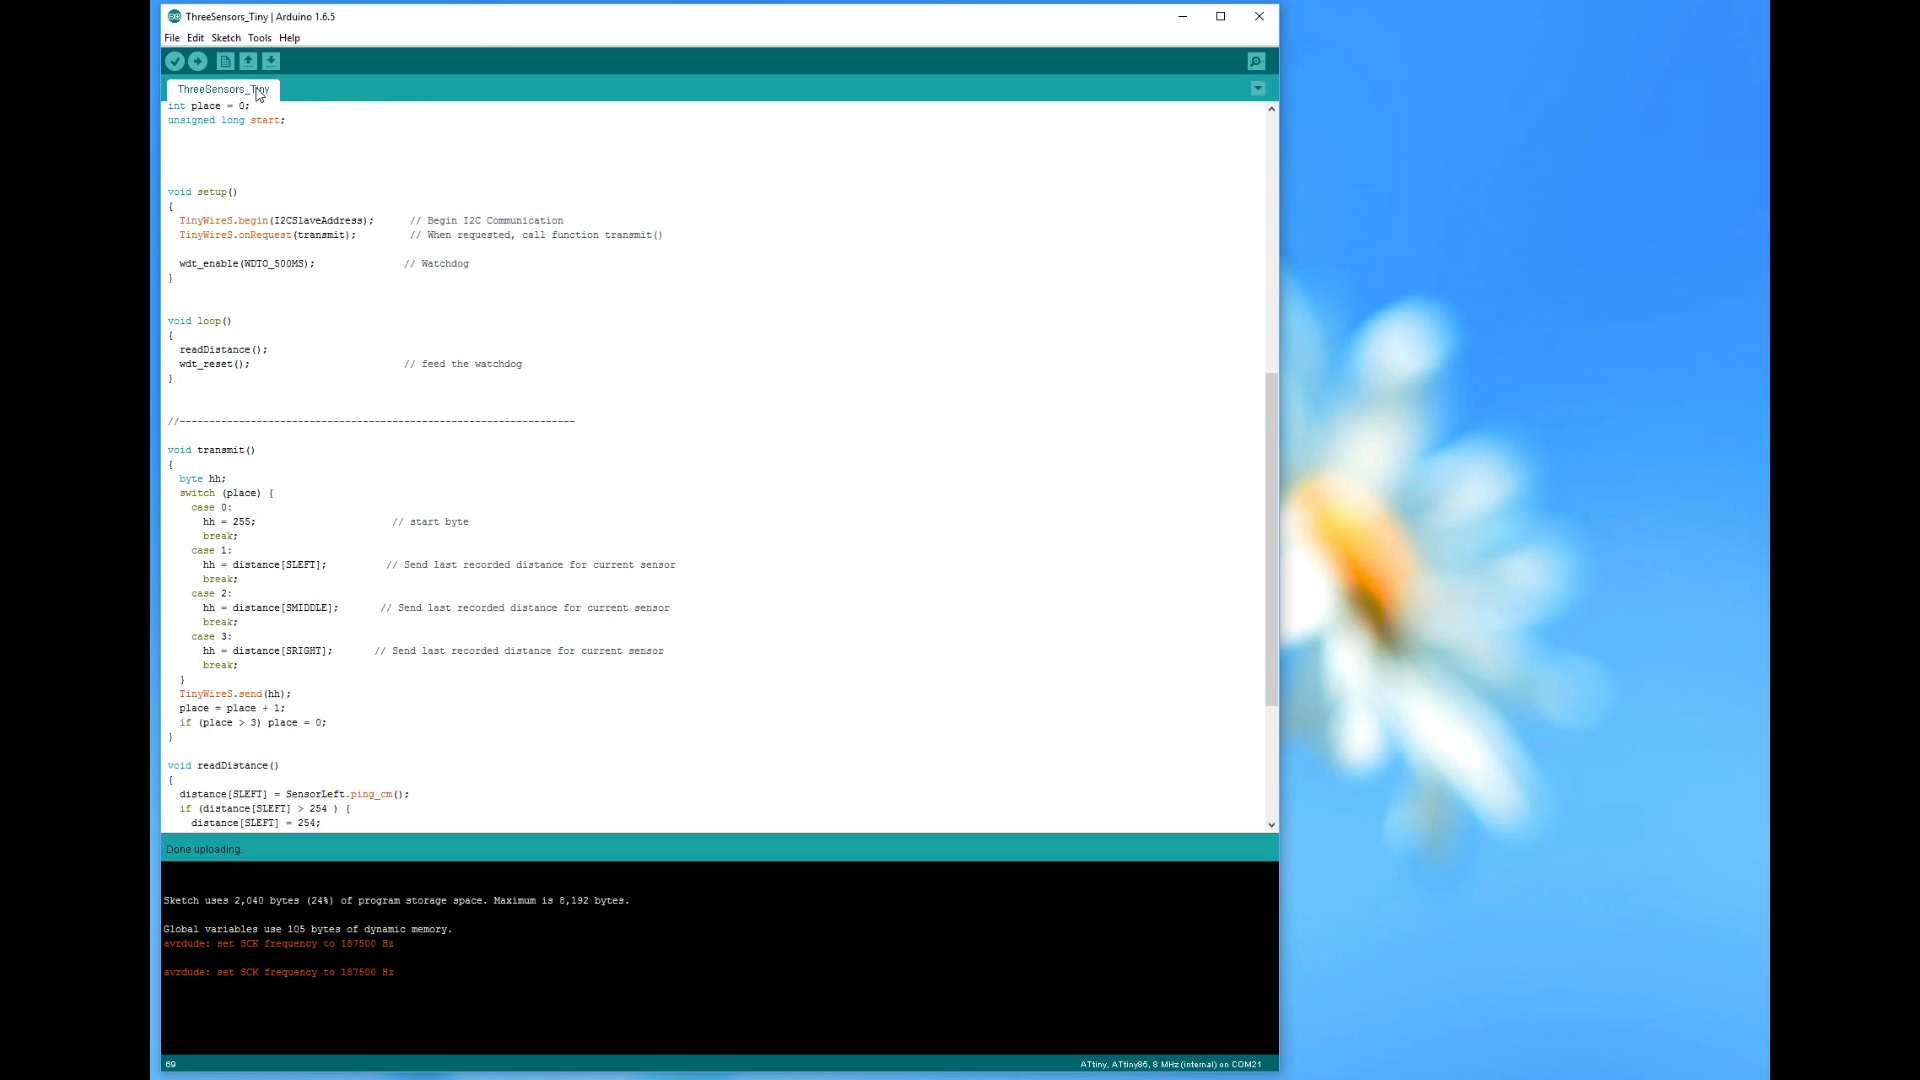 ThreeSensors_Tiny | Arduino 1.6.5
File Edit Sketch Tools Help
ThreeSensors_Tiny
int place = 0;
unsigned long start;
void setup()
{
TinyWireS.begin(I2CSlaveAddress); // Begin I2C Communication
TinyWireS.onRequest(transmit); // When requested, call function transmit()
wdt_enable(WDTO_500MS); // Watchdog
}
void loop()
{
readDistance();
wdt_reset(); // feed the watchdog
}
//-------------------------------------------------------------------
void transmit()
{
byte hh;
switch (place) {
case 0:
hh = 255; // start byte
break;
case 1:
hh = distance[SLEFT]; // Send last recorded distance for current sensor
break;
case 2:
hh = distance[SMIDDLE]; // Send last recorded distance for current sensor
break;
case 3:
hh = distance[SRIGHT]; // Send last recorded distance for current sensor
break;
}
TinyWireS.send(hh);
place = place + 1;
if (place > 3) place = 0;
}
void readDistance()
{
distance[SLEFT] = SensorLeft.ping_cm();
if (distance[SLEFT] > 254 ) {
distance[SLEFT] = 254;
Done uploading.
Sketch uses 2,040 bytes (24%) of program storage space. Maximum is 8,192 bytes.
Global variables use 105 bytes of dynamic memory.
avrdude: set SCK frequency to 187500 Hz
avrdude: set SCK frequency to 187500 Hz
69 ATtiny, ATtiny85, 8 MHz (internal) on COM21